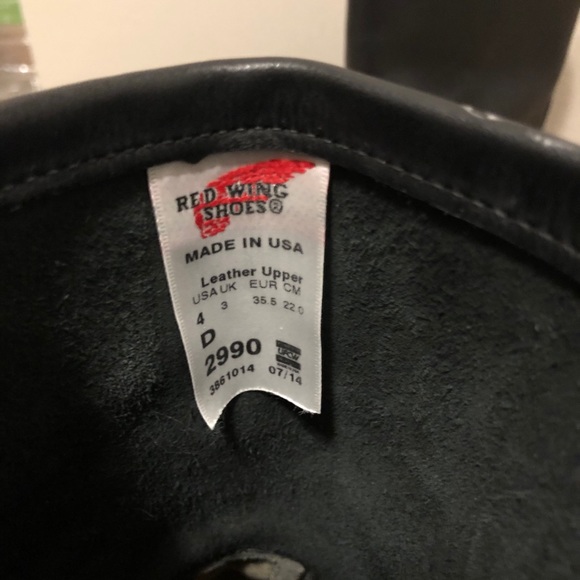 RED WING
SHOES®
MADE IN USA
Leather Upper
USA UK EUR CM
4 3 35.5 22.0
D
2990
3861014 07/14